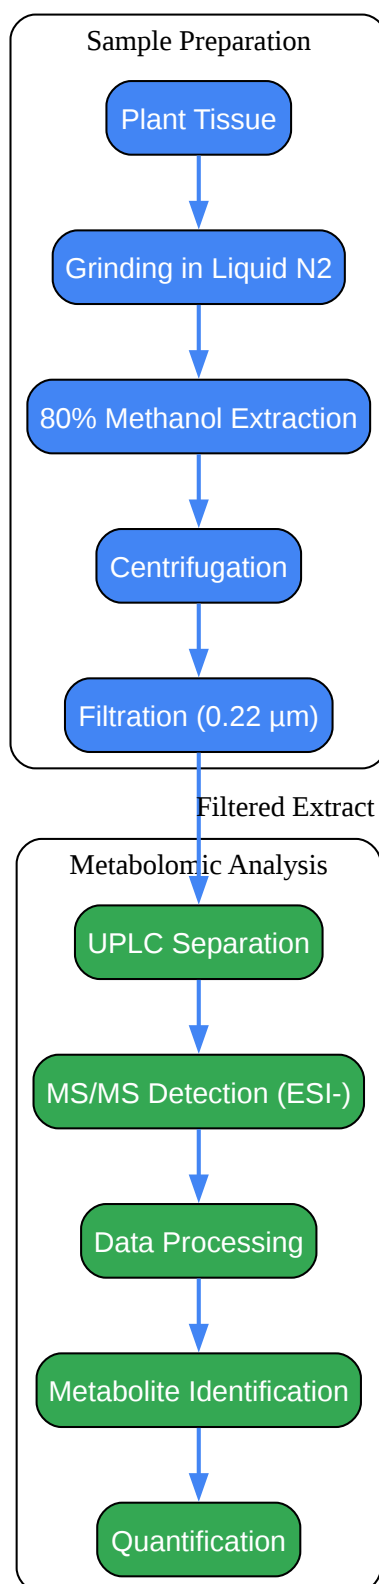 Sample Preparation
Plant Tissue
Grinding in Liquid N2
80% Methanol Extraction
Centrifugation
Filtration (0.22 µm)
Filtered Extract
Metabolomic Analysis
UPLC Separation
MS/MS Detection (ESI-)
Data Processing
Metabolite Identification
Quantification